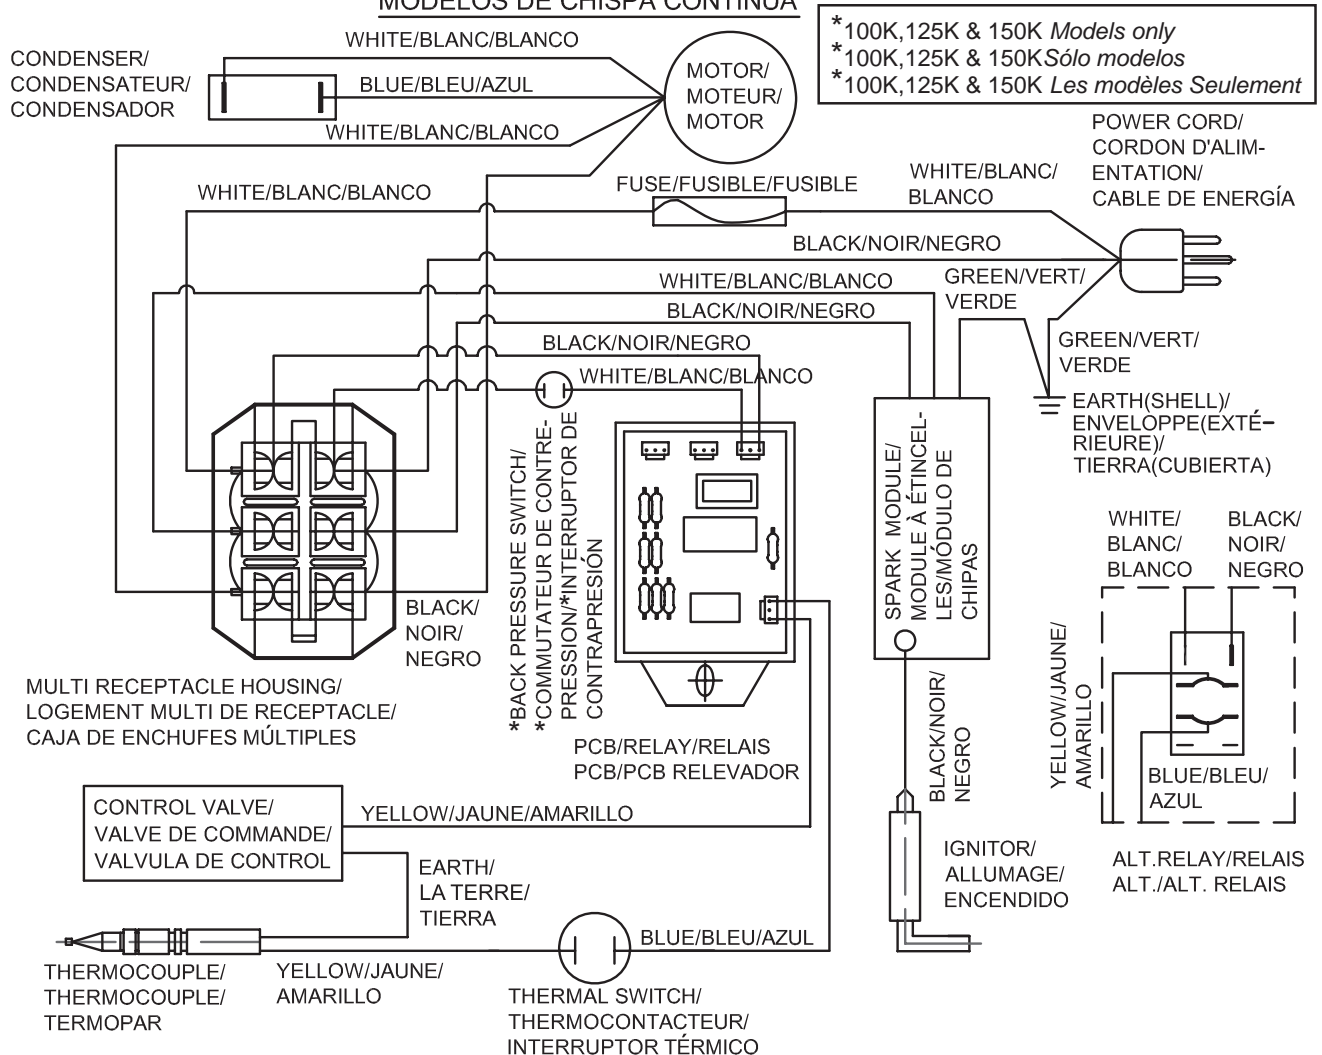 MODELOS DE CHISPA CONTINUA
*100K,125K & 150K Models only
*100K,125K & 150KSólo modelos
*100K,125K & 150K Les modèles Seulement
CONDENSER/
CONDENSATEUR/
CONDENSADOR
WHITE/BLANC/BLANCO
BLUE/BLEU/AZUL
WHITE/BLANC/BLANCO
MOTOR/
MOTEUR/
MOTOR
POWER CORD/
CORDON D'ALIM-
ENTATION/
CABLE DE ENERGÍA
WHITE/BLANC/BLANCO
FUSE/FUSIBLE/FUSIBLE
WHITE/BLANC/
BLANCO
BLACK/NOIR/NEGRO
WHITE/BLANC/BLANCO
GREEN/VERT/
VERDE
BLACK/NOIR/NEGRO
BLACK/NOIR/NEGRO
GREEN/VERT/
VERDE
WHITE/BLANC/BLANCO
EARTH(SHELL)/
ENVELOPPE(EXTÉ-
RIEURE)/
TIERRA(CUBIERTA)
*BACK PRESSURE SWITCH/
*COMMUTATEUR DE CONTRE-
PRESSION/*INTERRUPTOR DE
CONTRAPRESIÓN
SPARK MODULE/
MODULE À ÉTINCEL-
LES/MÓDULO DE
CHIPAS
WHITE/
BLANC/
BLANCO
BLACK/
NOIR/
NEGRO
BLACK/
NOIR/
NEGRO
MULTI RECEPTACLE HOUSING/
LOGEMENT MULTI DE RECEPTACLE/
CAJA DE ENCHUFES MÚLTIPLES
PCB/RELAY/RELAIS
PCB/PCB RELEVADOR
BLACK/NOIR/
NEGRO
YELLOW/JAUNE/
AMARILLO
BLUE/BLEU/
AZUL
CONTROL VALVE/
VALVE DE COMMANDE/
VALVULA DE CONTROL
YELLOW/JAUNE/AMARILLO
EARTH/
LA TERRE/
TIERRA
IGNITOR/
ALLUMAGE/
ENCENDIDO
ALT.RELAY/RELAIS
ALT./ALT. RELAIS
BLUE/BLEU/AZUL
THERMOCOUPLE/
THERMOCOUPLE/
TERMOPAR
YELLOW/JAUNE/
AMARILLO
THERMAL SWITCH/
THERMOCONTACTEUR/
INTERRUPTOR TÉRMICO